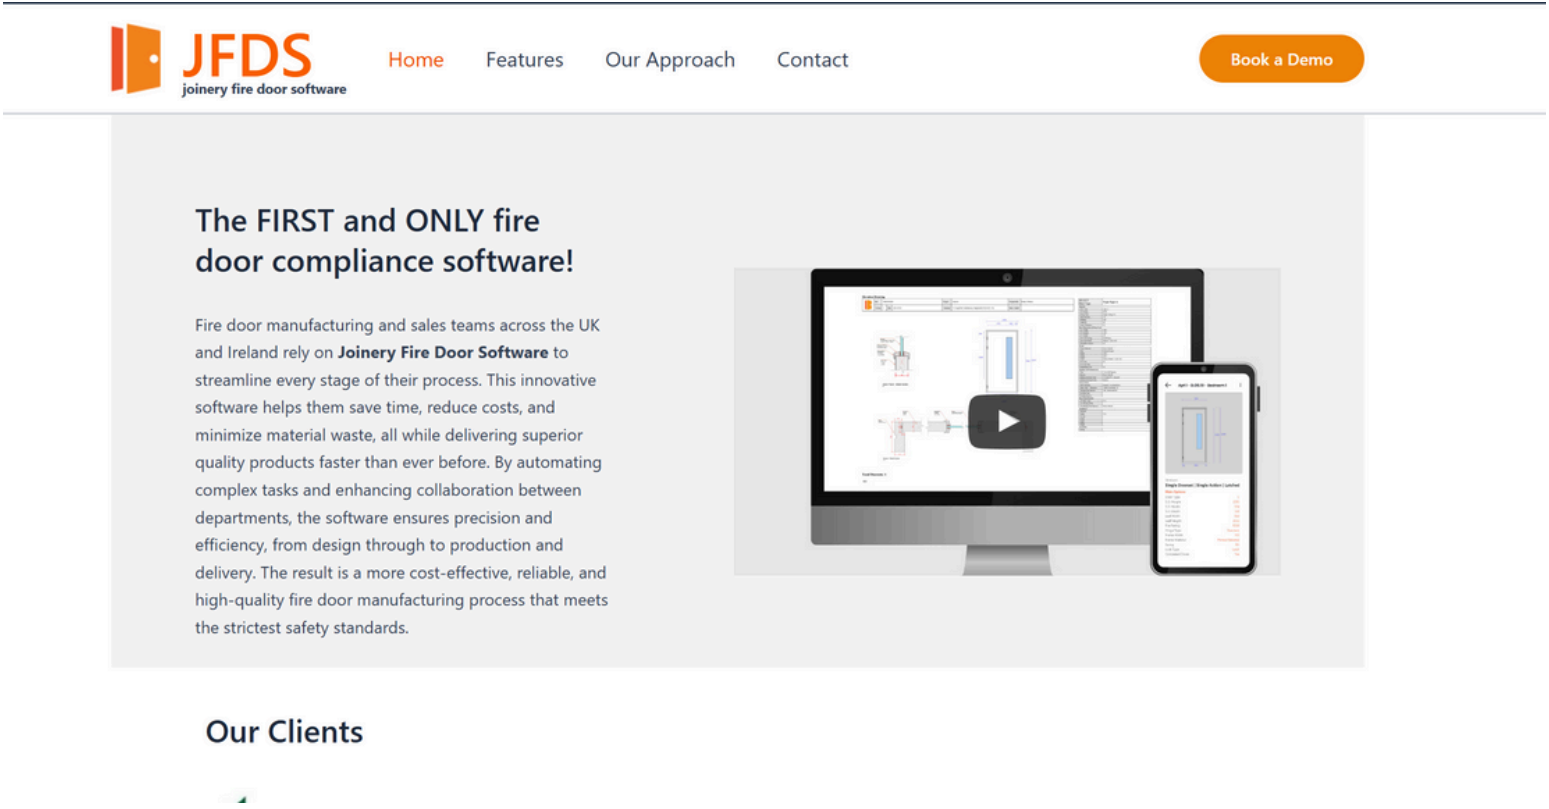 JFDS
joinery fire door software
Home
Features
Our Approach
Contact
Book a Demo
The FIRST and ONLY fire
door compliance software!
Fire door manufacturing and sales teams across the UK
and Ireland rely on Joinery Fire Door Software to
streamline every stage of their process. This innovative
software helps them save time, reduce costs, and
minimize material waste, all while delivering superior
quality products faster than ever before. By automating
complex tasks and enhancing collaboration between
departments, the software ensures precision and
efficiency, from design through to production and
delivery. The result is a more cost-effective, reliable, and
high-quality fire door manufacturing process that meets
the strictest safety standards.
Our Clients